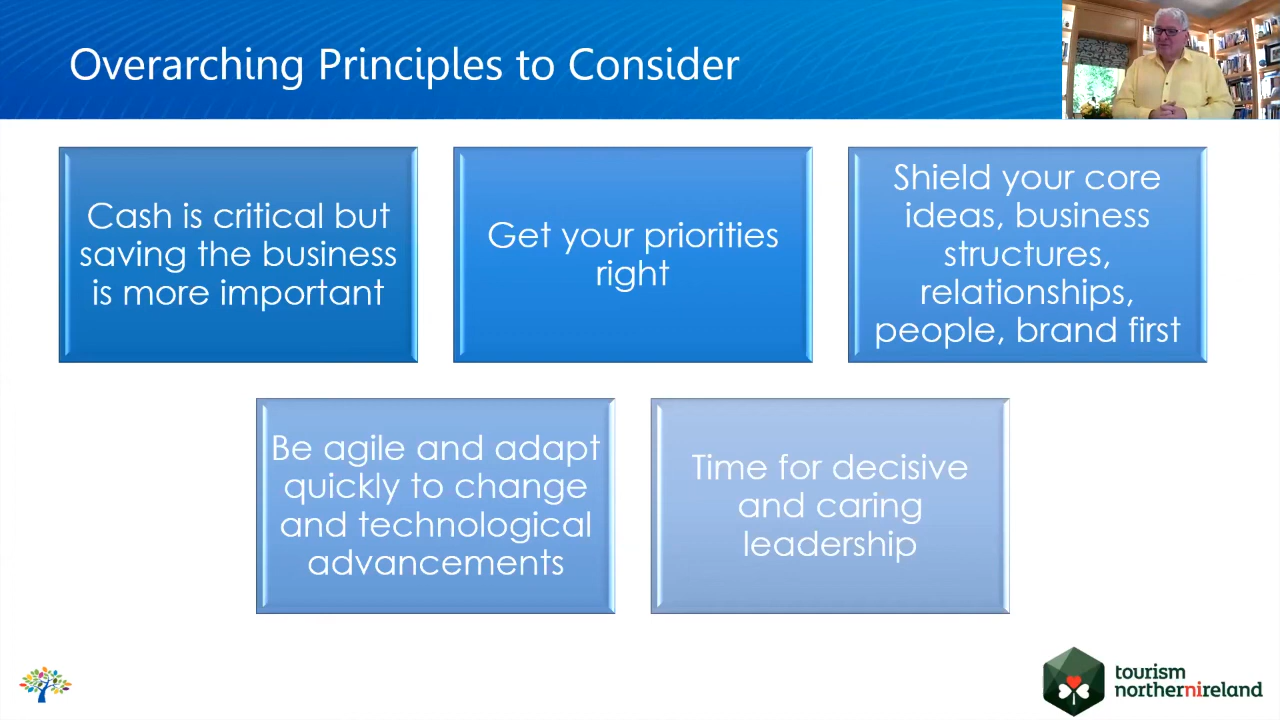 Overarching Principles to Consider
Cash is critical but
saving the business
is more important
Get your priorities
right
Shield your core
ideas, business
structures,
relationships,
people, brand first
Be agile and adapt
quickly to change
and technological
advancements
Time for decisive
and caring
leadership
tourism
northernireland